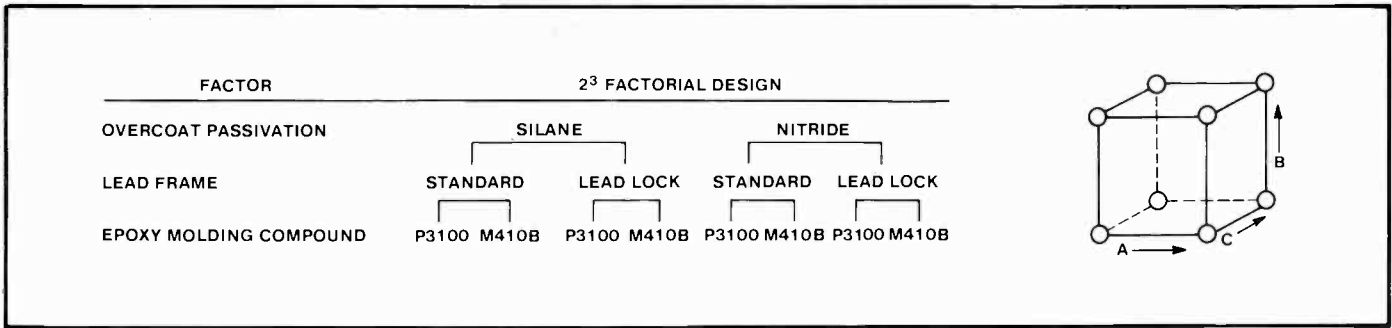 FACTOR 2³ FACTORIAL DESIGN
OVERCOAT PASSIVATION SILANE NITRIDE
LEAD FRAME STANDARD LEAD LOCK STANDARD LEAD LOCK
EPOXY MOLDING COMPOUND P3100 M410B P3100 M410B P3100 M410B P3100 M410B
B
A
C